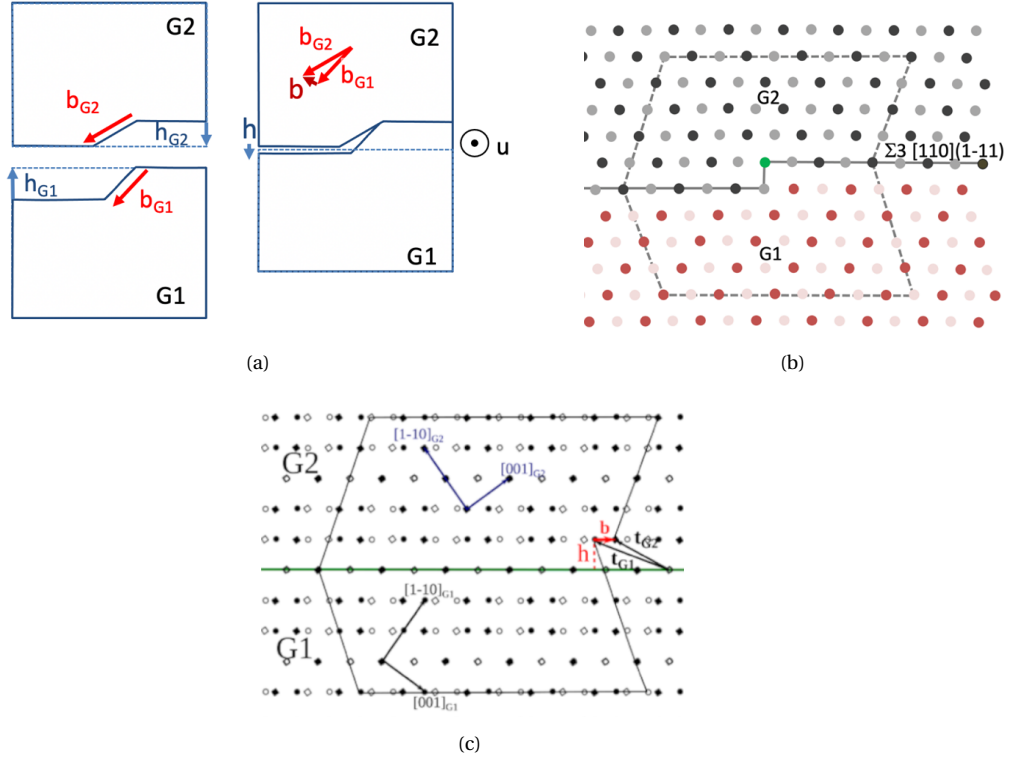 G2
b_G2
h_G2
h_G1
b_G1
G1
G2
b_G2
b_G1
b
h
u
G1
(a)
G2
Σ3 [110](1-11)
G1
(b)
[1-10]_G2
G2
[001]_G2
b
t_G2
h
t_G1
[1-10]_G1
G1
[001]_G1
(c)